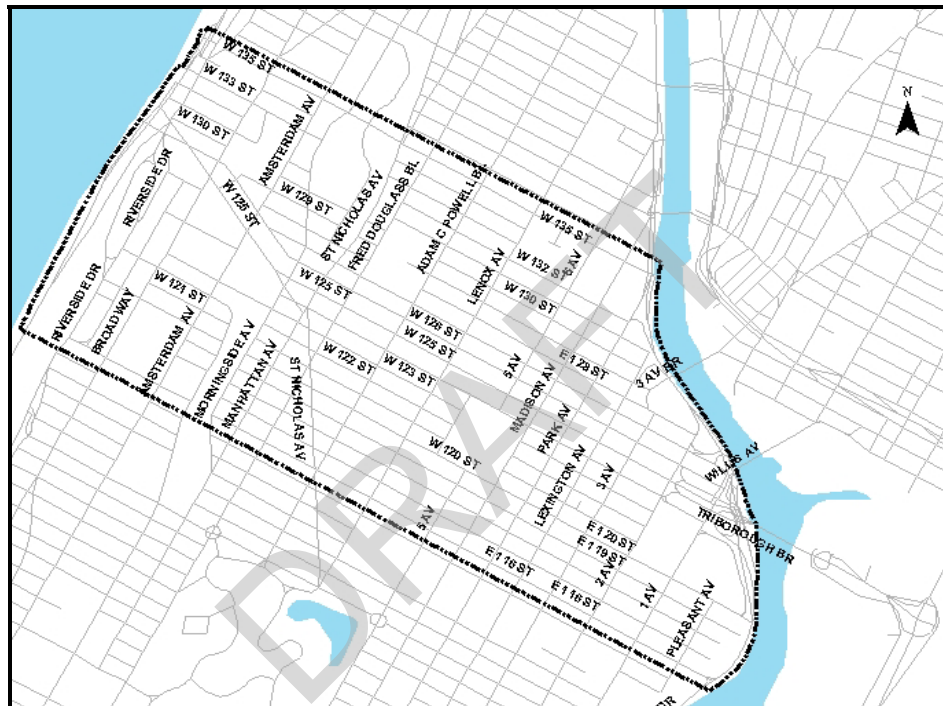 W 135 ST
W 133 ST
W 130 ST
AMSTERDAM AV
N
RIVERSIDE DR
W 125 ST
W 129 ST
ST NICHOLAS AV
FRED DOUGLASS BL
ADAM C POWELL BL
W 135 ST
W 132 ST
5 AV
LENOX AV
W 130 ST
RIVERSIDE DR
BROADWAY
W 121 ST
AMSTERDAM AV
W 125 ST
W 126 ST
W 125 ST
MORNINGSIDE AV
MANHATTAN AV
ST NICHOLAS AV
W 122 ST
W 123 ST
5 AV
E 128 ST
3 AV BR
MADISON AV
PARK AV
W 120 ST
LEXINGTON AV
3 AV
WILLIS AV
TRIBOROUGH BR
5 AV
E 120 ST
E 119 ST
E 116 ST
2 AV
E 116 ST
1 AV
PLEASANT AV
DR
DRAFT